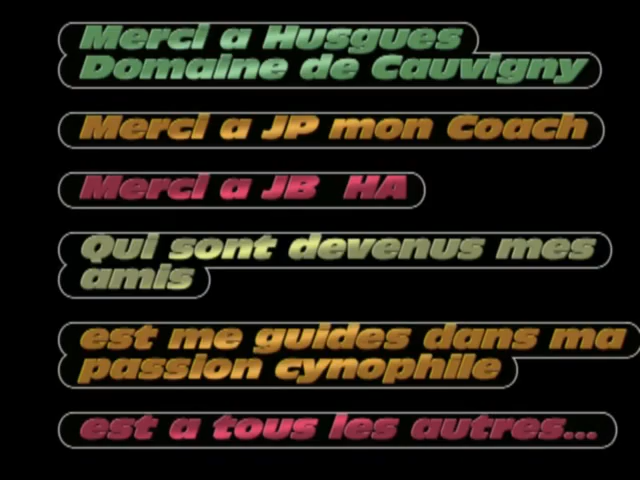 Merci a Husgues
Domaine de Cauvigny
Merci a JP mon Coach
Merci a JB HA
Qui sont devenus mes
amis
est me guides dans ma
passion cynophile
est a tous les autres...